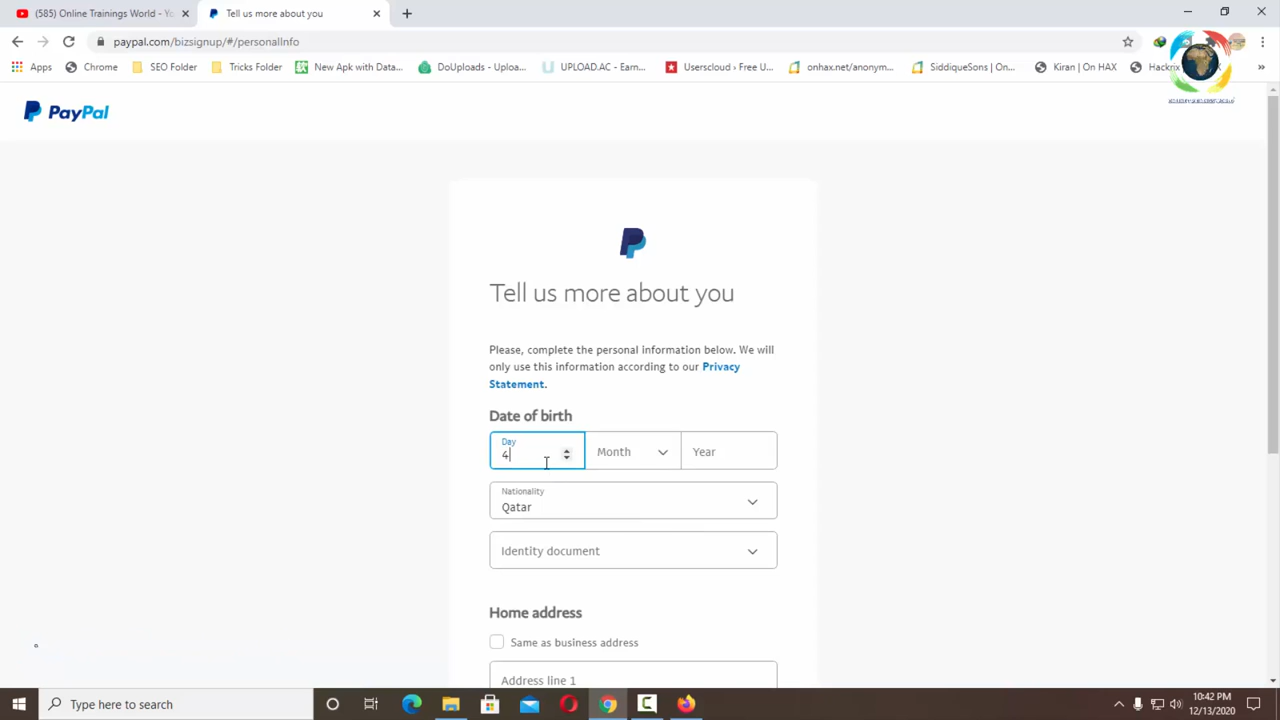 (585) Online Trainings World - Yo
Tell us more about you
paypal.com/bizsignup/#/personalInfo
Apps
Chrome
SEO Folder
Tricks Folder
New Apk with Data...
DoUploads - Uploa...
UPLOAD.AC - Earn...
Userscloud › Free U...
onhax.net/anonym...
SiddiqueSons | On...
Kiran | On HAX
»
PayPal
Tell us more about you
Please, complete the personal information below. We will
only use this information according to our Privacy
Statement.
Date of birth
Day
4
Month
Year
Nationality
Qatar
Identity document
Home address
Same as business address
Address line 1
Type here to search
10:42 PM
12/13/2020